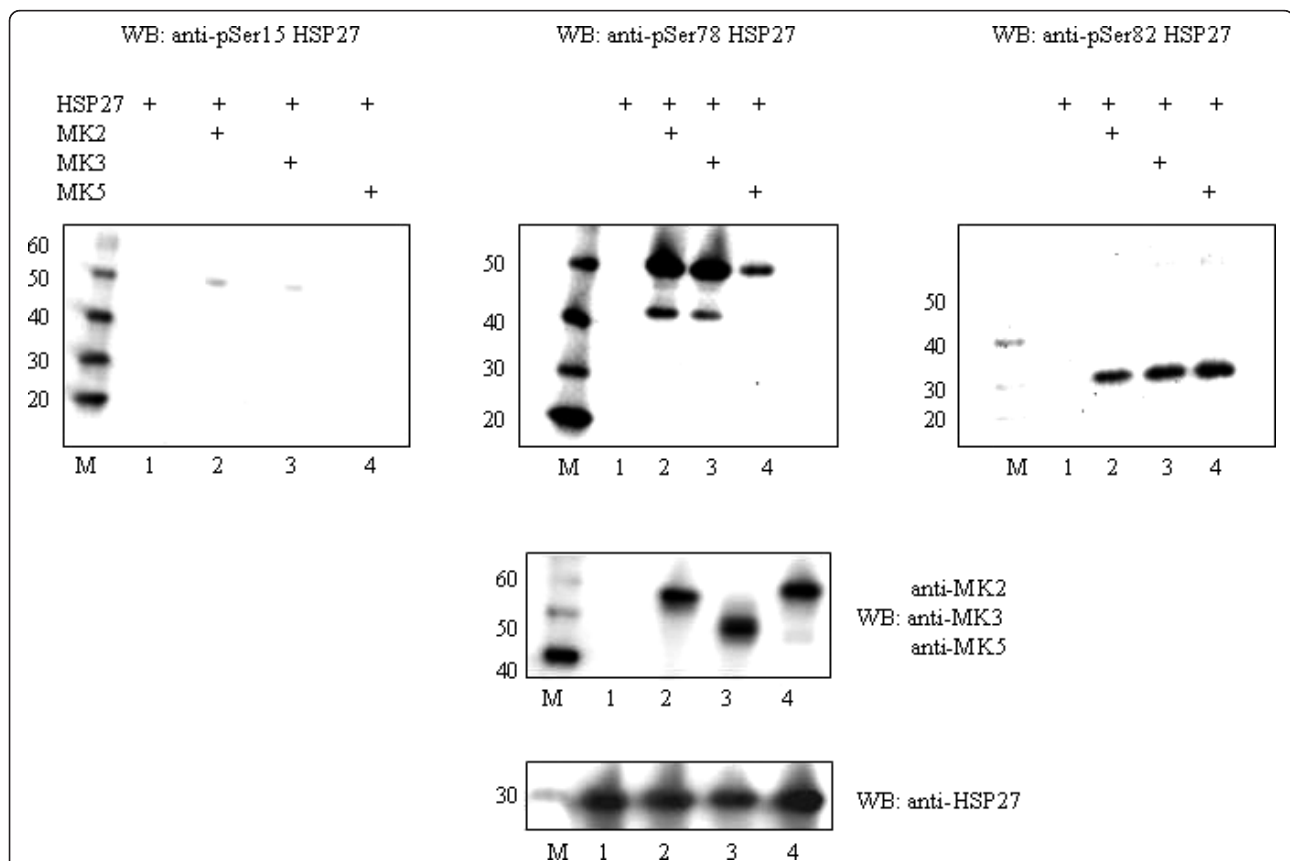 WB: anti-pSer15 HSP27 WB: anti-pSer78 HSP27 WB: anti-pSer82 HSP27
HSP27 + + + + + + + + + + + +
MK2 + + +
MK3 + + +
MK5 + + +
60
50
40
30
20
M 1 2 3 4
50
40
30
20
M 1 2 3 4
50
40
30
20
M 1 2 3 4
60
50
40
M 1 2 3 4
anti-MK2
WB: anti-MK3
anti-MK5
30
WB: anti-HSP27
M 1 2 3 4